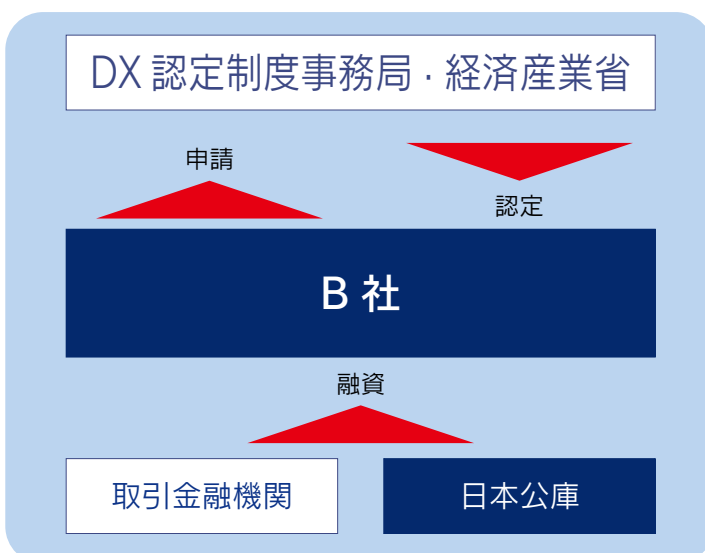 DX 認定制度事務局・経済産業省
申請
認定
B 社
融資
取引金融機関
日本公庫